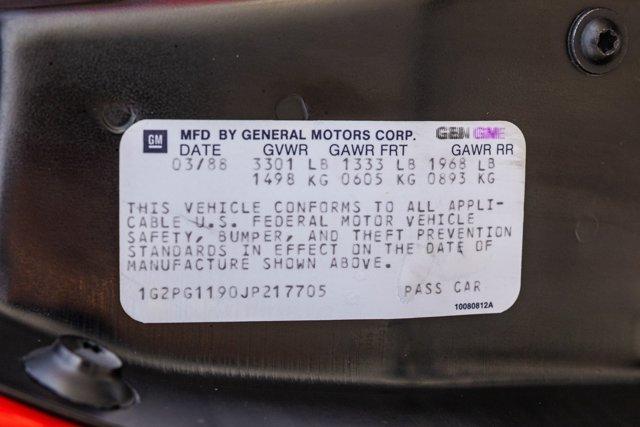 GM MFD BY GENERAL MOTORS CORP. GEN GME
DATE GVWR GAWR FRT GAWR RR
03/88 3301 LB 1333 LB 1968 LB
1498 KG 0605 KG 0893 KG
THIS VEHICLE CONFORMS TO ALL APPLI-
CABLE U.S. FEDERAL MOTOR VEHICLE
SAFETY, BUMPER, AND THEFT PREVENTION
STANDARDS IN EFFECT ON THE DATE OF
MANUFACTURE SHOWN ABOVE.
1G2PG1190JP217705 PASS CAR
10080812A